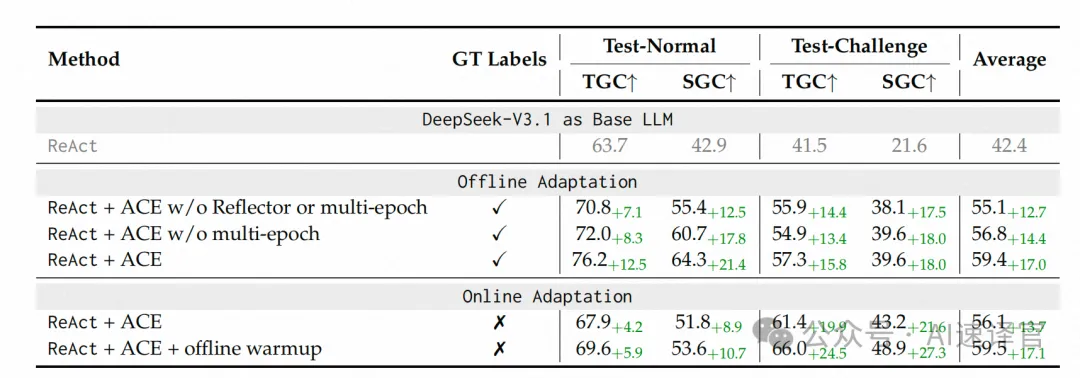 Method GT Labels Test-Normal Test-Challenge Average
TGC↑ SGC↑ TGC↑ SGC↑
DeepSeek-V3.1 as Base LLM
ReAct 63.7 42.9 41.5 21.6 42.4
Offline Adaptation
ReAct + ACE w/o Reflector or multi-epoch ✓ 70.8+7.1 55.4+12.5 55.9+14.4 38.1+17.5 55.1+12.7
ReAct + ACE w/o multi-epoch ✓ 72.0+8.3 60.7+17.8 54.9+13.4 39.6+18.0 56.8+14.4
ReAct + ACE ✓ 76.2+12.5 64.3+21.4 57.3+15.8 39.6+18.0 59.4+17.0
Online Adaptation
ReAct + ACE ✗ 67.9+4.2 51.8+8.9 61.4+19.9 43.2+21.6 56.1+13.7
ReAct + ACE + offline warmup ✗ 69.6+5.9 53.6+10.7 66.0+24.5 48.9+27.3 59.5+17.1
公众号 · AI速译官